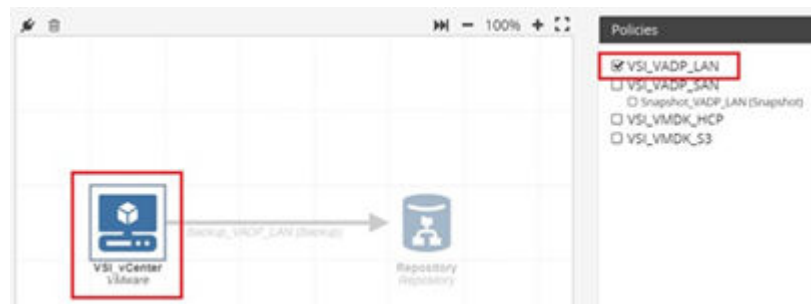 100%
Policies
VSI_VADP_LAN
VSI_VADP_SAN
Snapshot_VADP_LAN (Snapshot)
VSI_VMDK_HCP
VSI_VMDK_S3
Backup_VADP_LAN (Backup)
VSI_vCenter
VMware
Repository
Repository